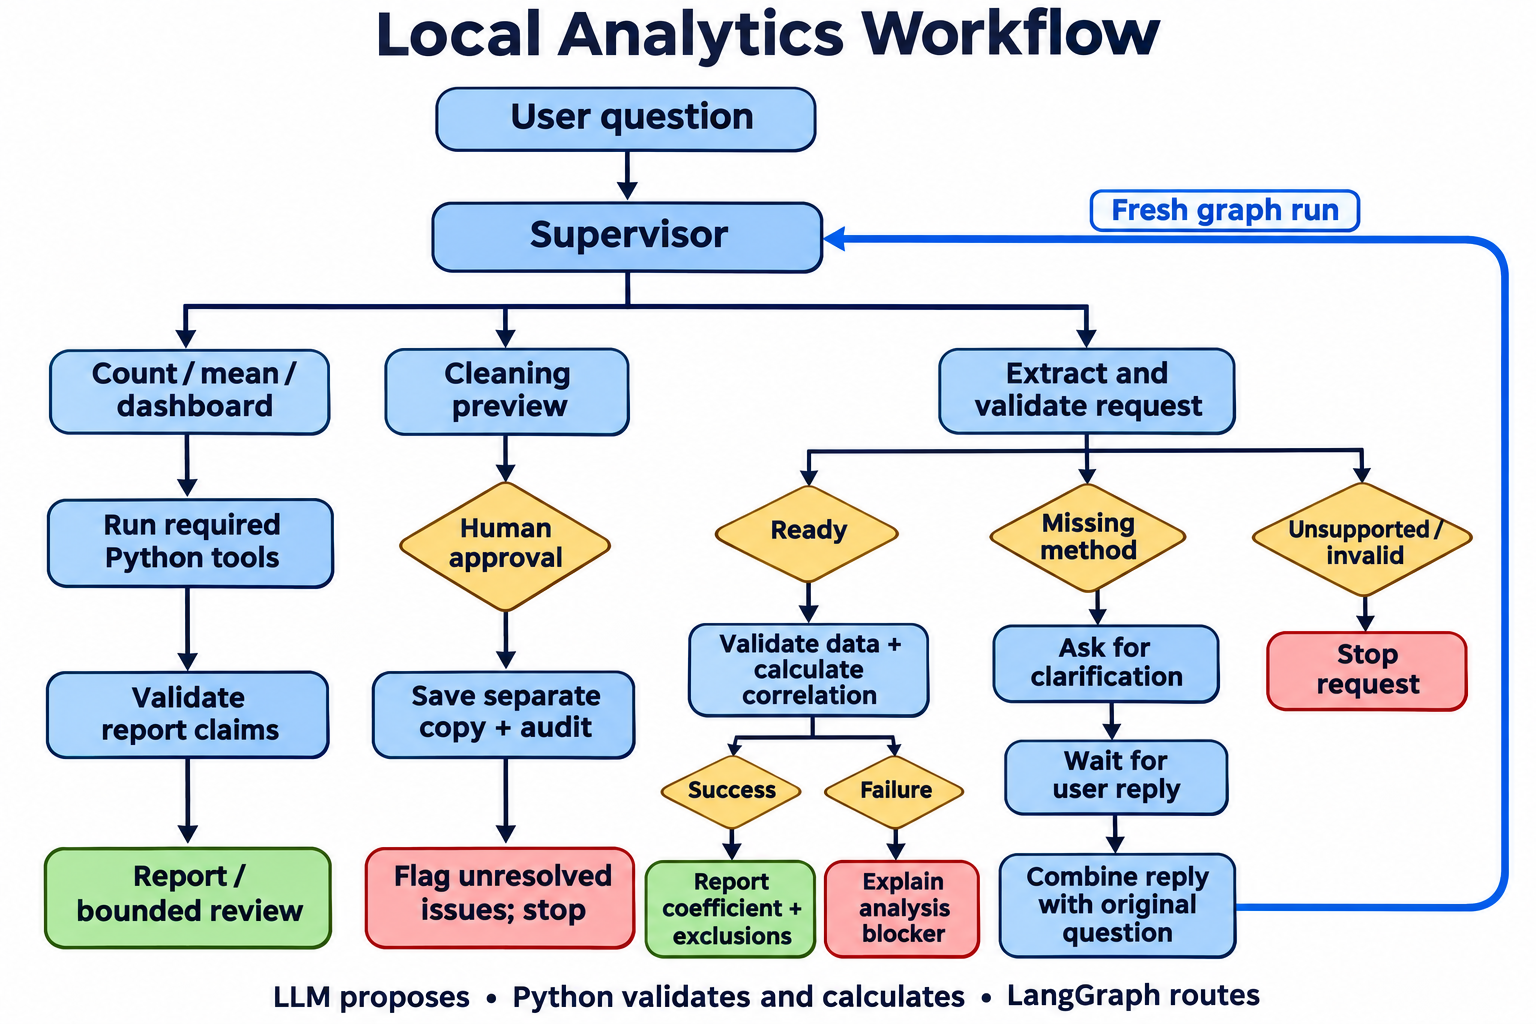 Local Analytics Workflow
User question
Supervisor
Fresh graph run
Count / mean /
dashboard
Cleaning
preview
Extract and
validate request
Run required
Python tools
Human
approval
Ready
Missing
method
Unsupported /
invalid
Validate
report claims
Save separate
copy + audit
Validate data +
calculate
correlation
Ask for
clarification
Stop
request
Success
Failure
Wait for
user reply
Report /
bounded review
Flag unresolved
issues; stop
Report
coefficient +
exclusions
Explain
analysis
blocker
Combine reply
with original
question
LLM proposes • Python validates and calculates • LangGraph routes